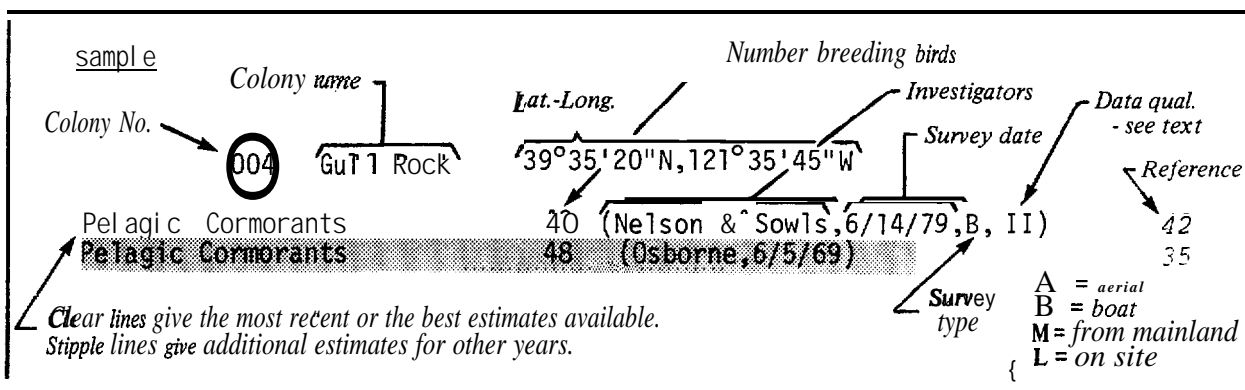 sample
Number breeding birds
Colony name
Lat.-Long.
Investigators
Data qual.
- see text
Colony No.
Survey date
Reference
004 Gull Rock 39°35'20"N,121°35'45"W
Pelagic Cormorants 40 (Nelson & Sowls,6/14/79,B, II) 42
Pelagic Cormorants 48 (Osborne,6/5/69) 35
Survey
type
A = aerial
B = boat
M = from mainland
L = on site
{
Clear lines give the most recent or the best estimates available.
Stipple lines give additional estimates for other years.